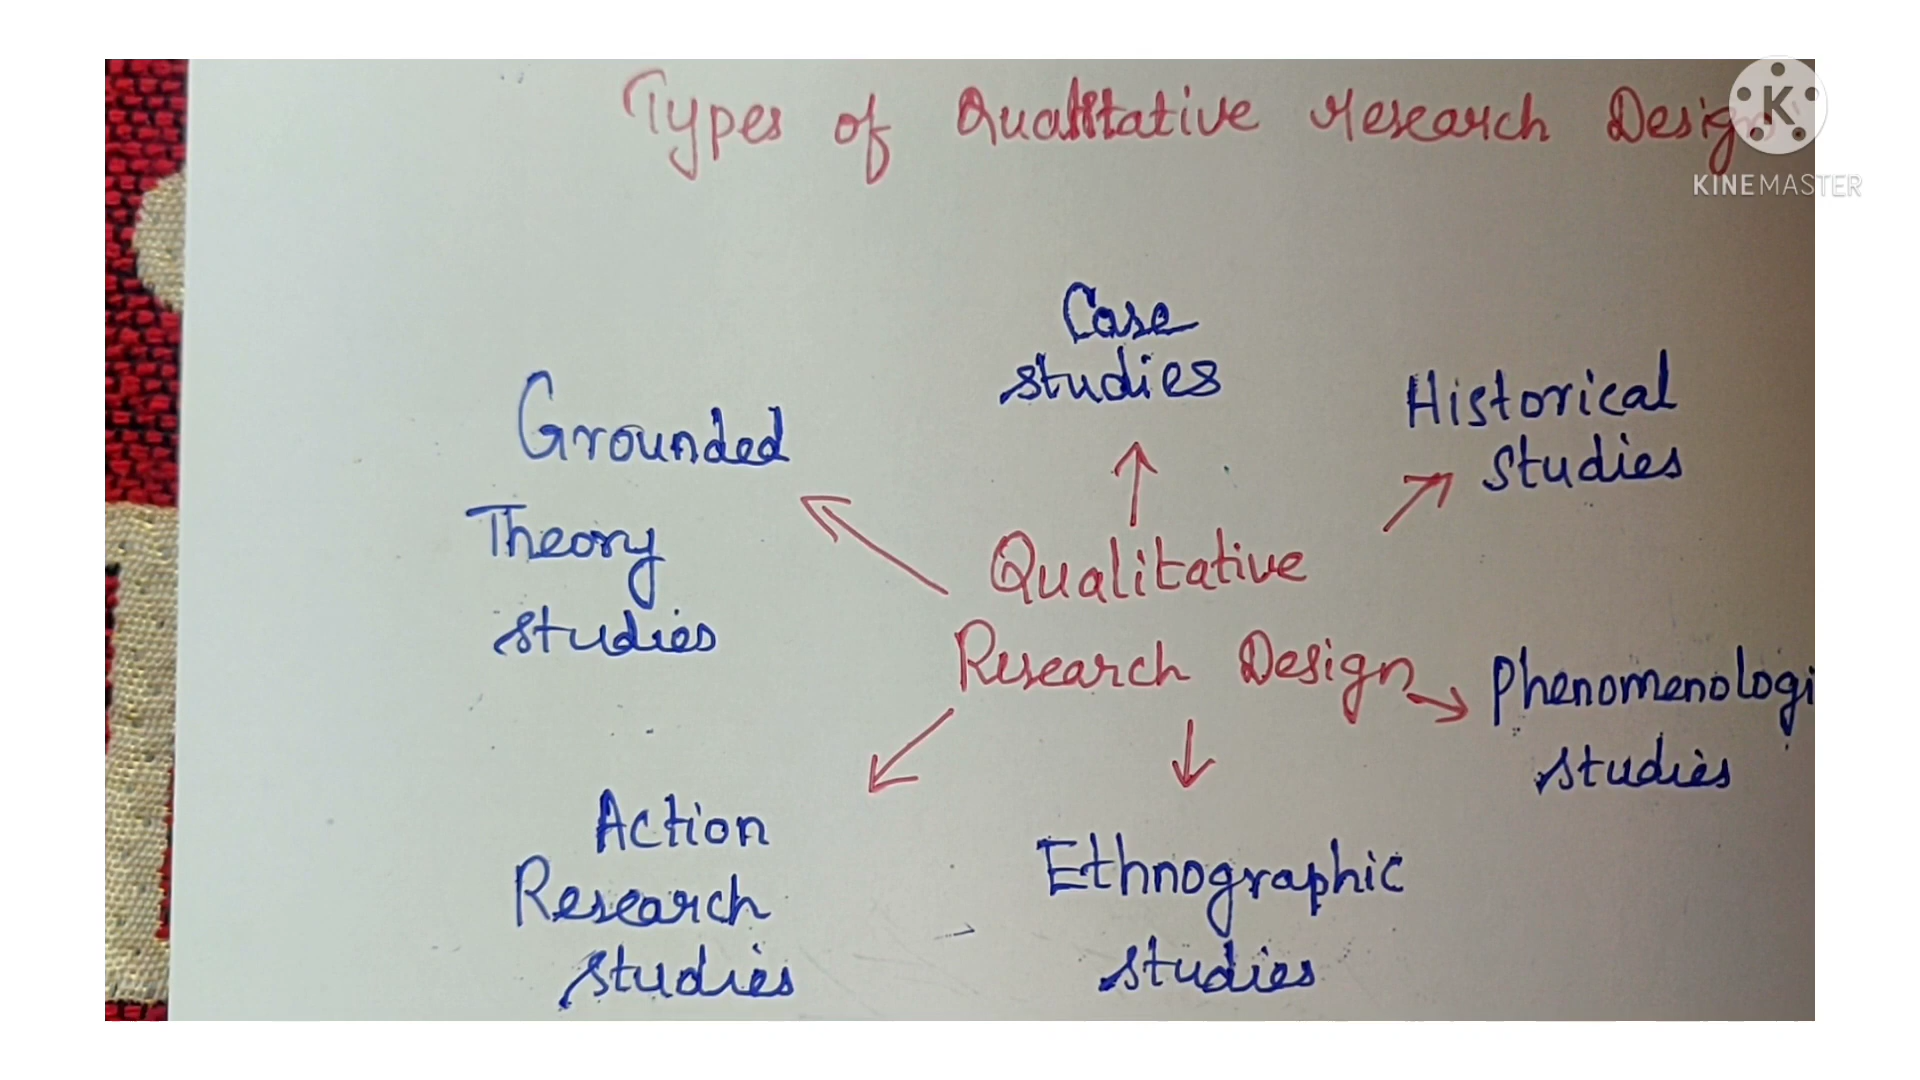 Types of Qualitative research Design
KINEMASTER
Case
studies
Historical
studies
Grounded
Theory
studies
Qualitative
Research Design
Phenomenologi
studies
Action
Research
studies
Ethnographic
studies